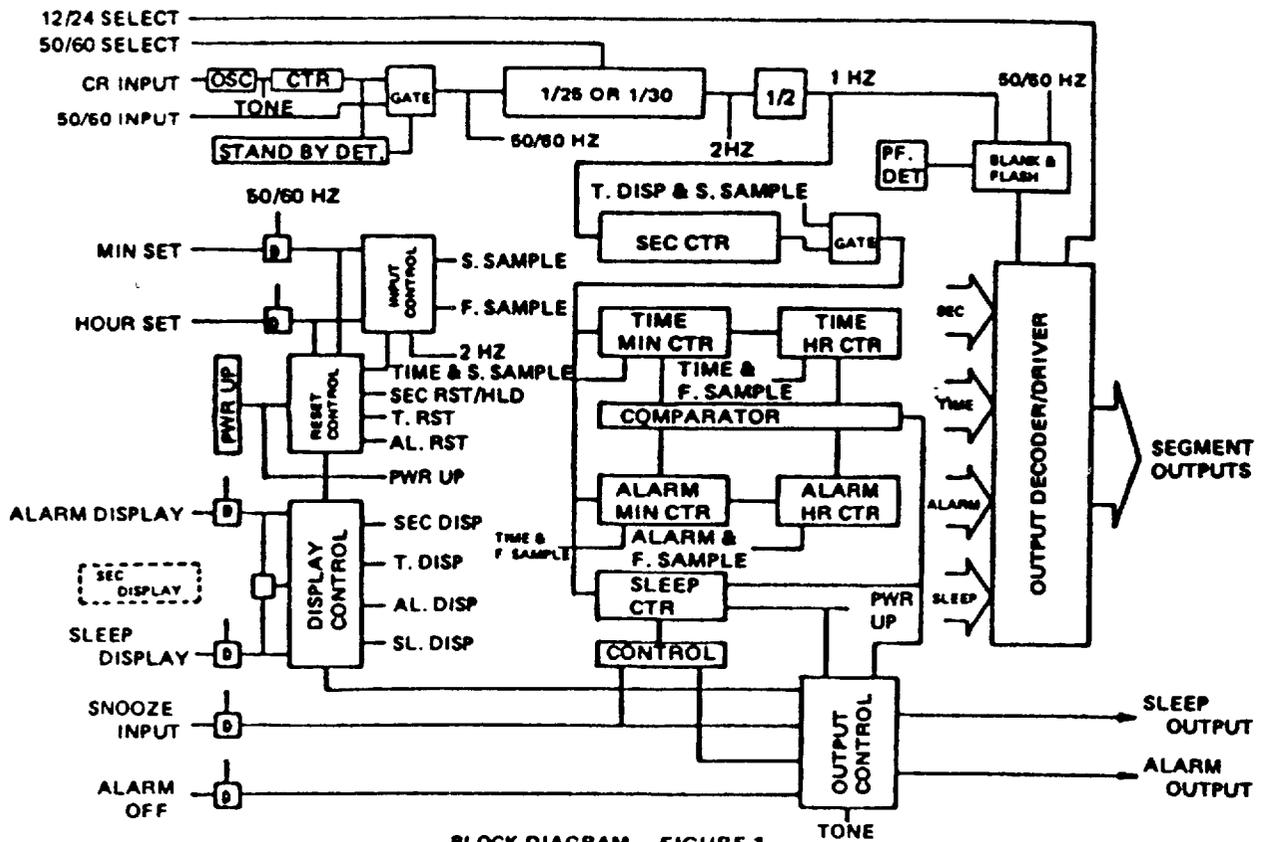 12/24 SELECT
50/60 SELECT
CR INPUT
OSC
CTR
TONE
GATE
50/60 INPUT
STAND BY DET.
1/25 OR 1/30
50/60 HZ
1/2
2HZ
1 HZ
50/60 HZ
PF.
DET
BLANK &
FLASH
50/60 HZ
MIN SET
D
HOUR SET
D
INPUT
CONTROL
S. SAMPLE
F. SAMPLE
2 HZ
T. DISP & S. SAMPLE
SEC CTR
GATE
PWR UP
RESET
CONTROL
TIME & S. SAMPLE
SEC RST/HLD
T. RST
AL. RST
PWR UP
TIME
MIN CTR
TIME
HR CTR
TIME &
F. SAMPLE
COMPARATOR
ALARM
MIN CTR
ALARM
HR CTR
TIME &
F SAMPLE
ALARM &
F. SAMPLE
SLEEP
CTR
PWR
UP
CONTROL
ALARM DISPLAY
D
SEC
DISPLAY
SLEEP
DISPLAY
D
DISPLAY
CONTROL
SEC DISP
T. DISP
AL. DISP
SL. DISP
SNOOZE
INPUT
D
ALARM
OFF
D
OUTPUT
CONTROL
TONE
SEC
TIME
ALARM
SLEEP
OUTPUT DECODER/DRIVER
SEGMENT
OUTPUTS
SLEEP
OUTPUT
ALARM
OUTPUT
BLOCK DIAGRAM FIGURE 1